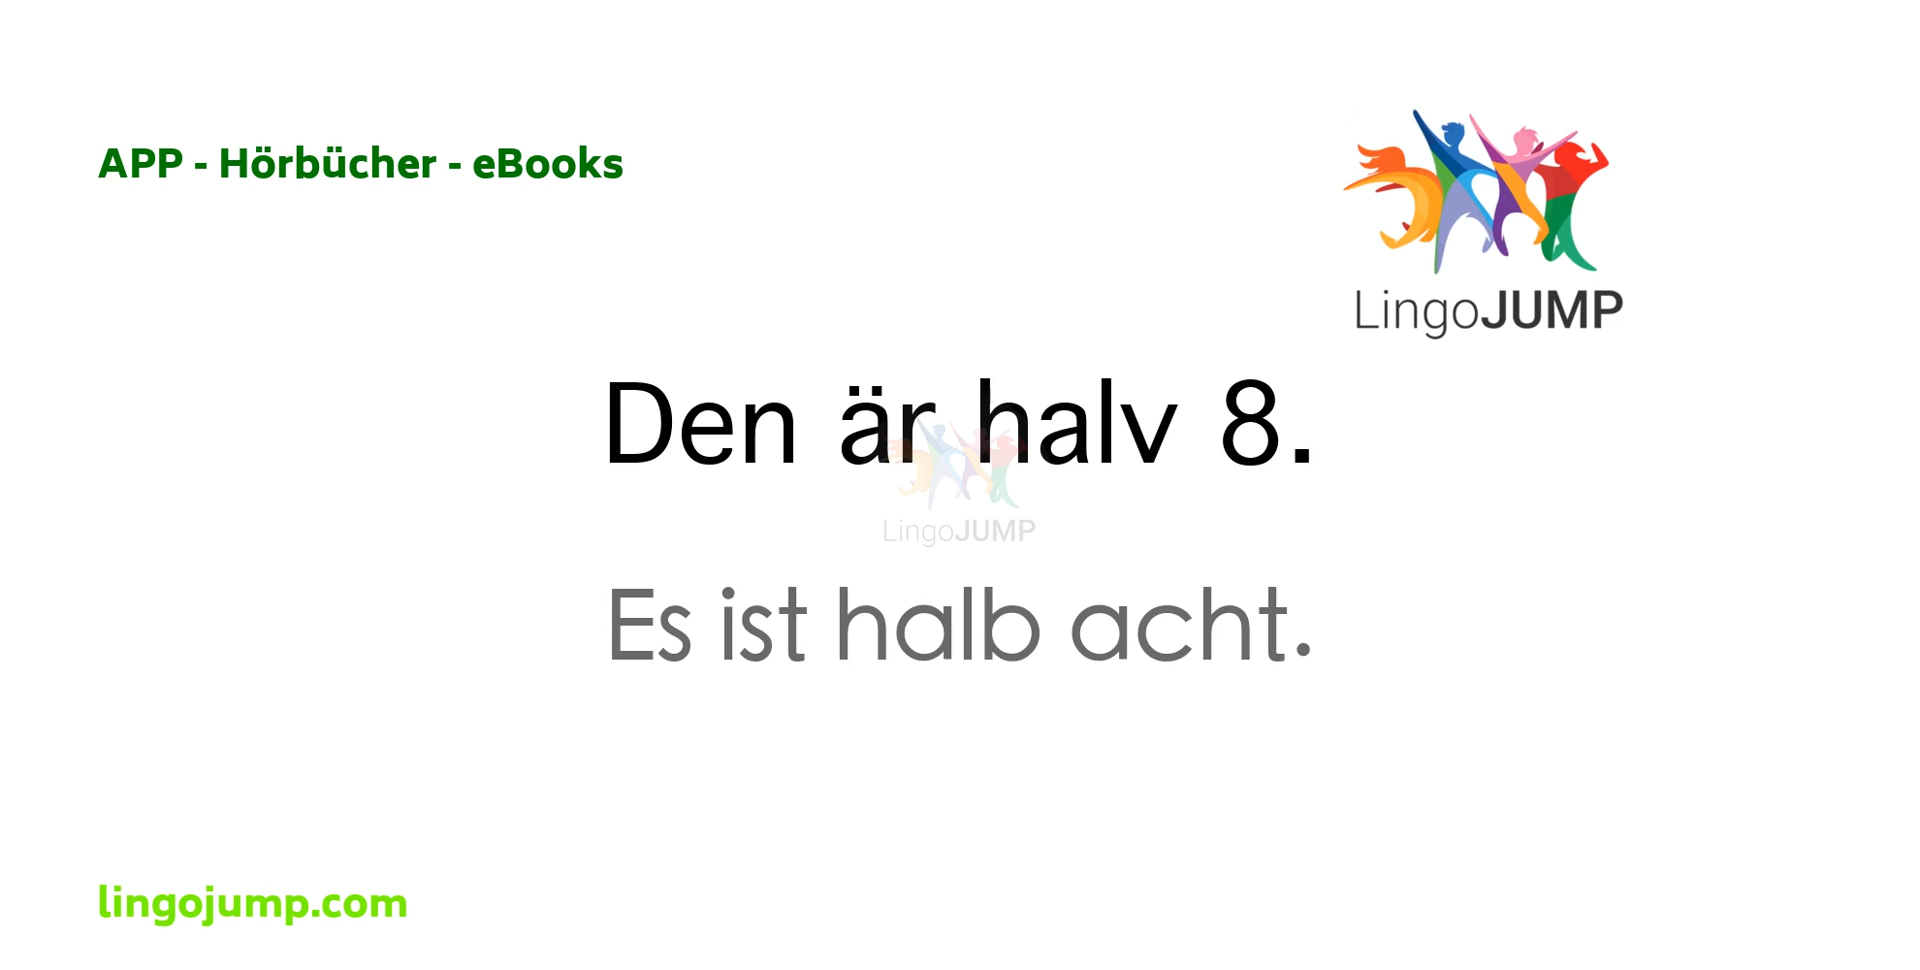 APP - Hörbücher - eBooks
LingoJUMP
Den är halv 8.
LingoJUMP
Es ist halb acht.
lingojump.com